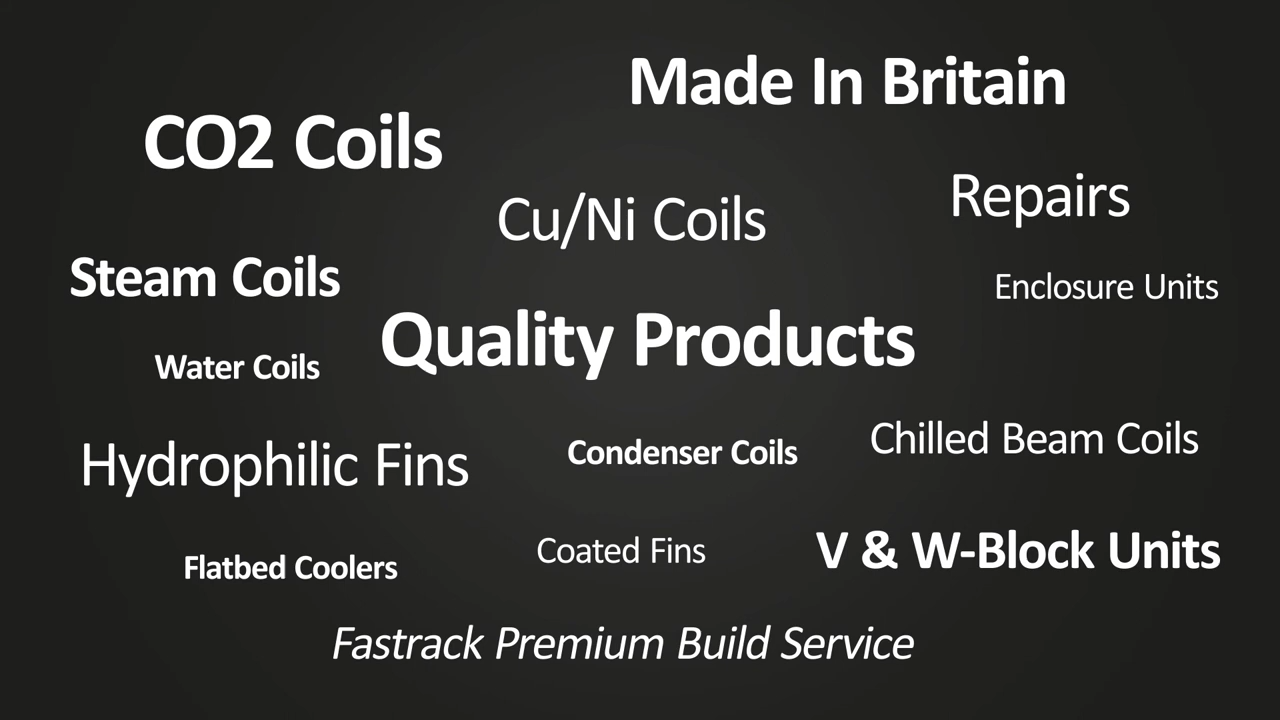 Made In Britain
CO2 Coils
Repairs
Cu/Ni Coils
Steam Coils
Enclosure Units
Quality Products
Water Coils
Chilled Beam Coils
Condenser Coils
Hydrophilic Fins
V & W-Block Units
Coated Fins
Flatbed Coolers
Fastrack Premium Build Service